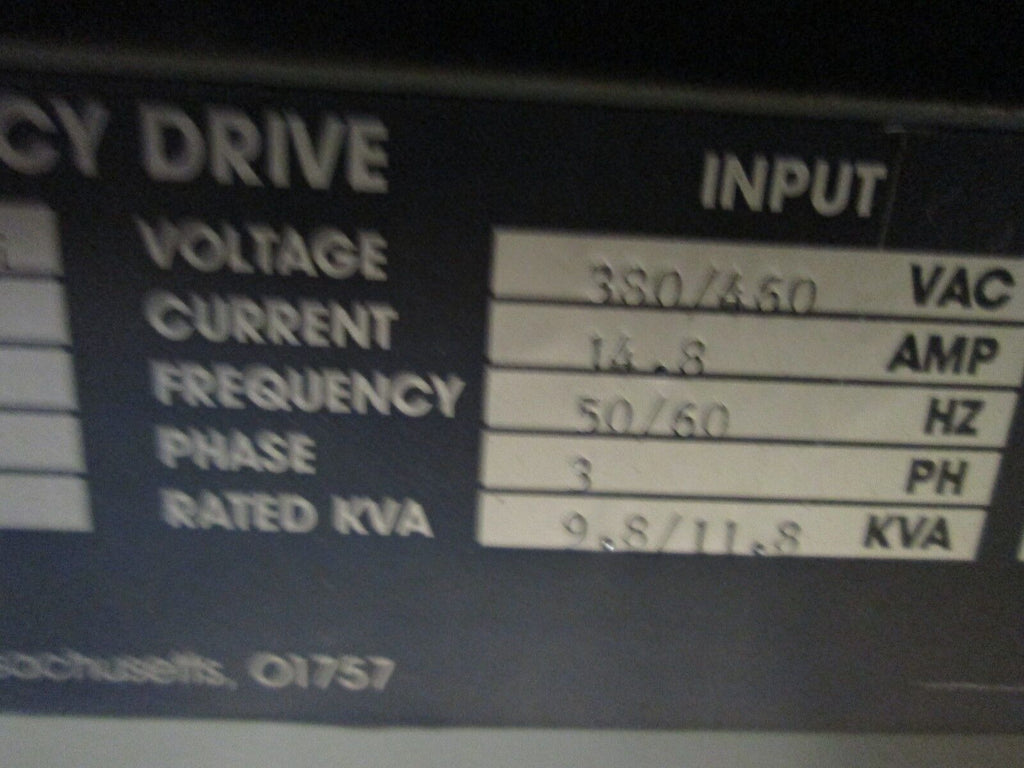 CY DRIVE
INPUT
VOLTAGE 380/460 VAC
CURRENT 14.8 AMP
FREQUENCY 50/60 HZ
PHASE 3 PH
RATED KVA 9.8/11.8 KVA
sachusetts, 01757